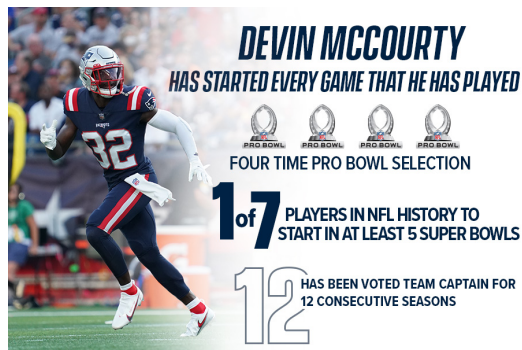 DEVIN MCCOURTY
HAS STARTED EVERY GAME THAT HE HAS PLAYED
PRO BOWL PRO BOWL PRO BOWL PRO BOWL
FOUR TIME PRO BOWL SELECTION
1 of 7 PLAYERS IN NFL HISTORY TO
START IN AT LEAST 5 SUPER BOWLS
12 HAS BEEN VOTED TEAM CAPTAIN FOR
12 CONSECUTIVE SEASONS
PATRIOTS
32